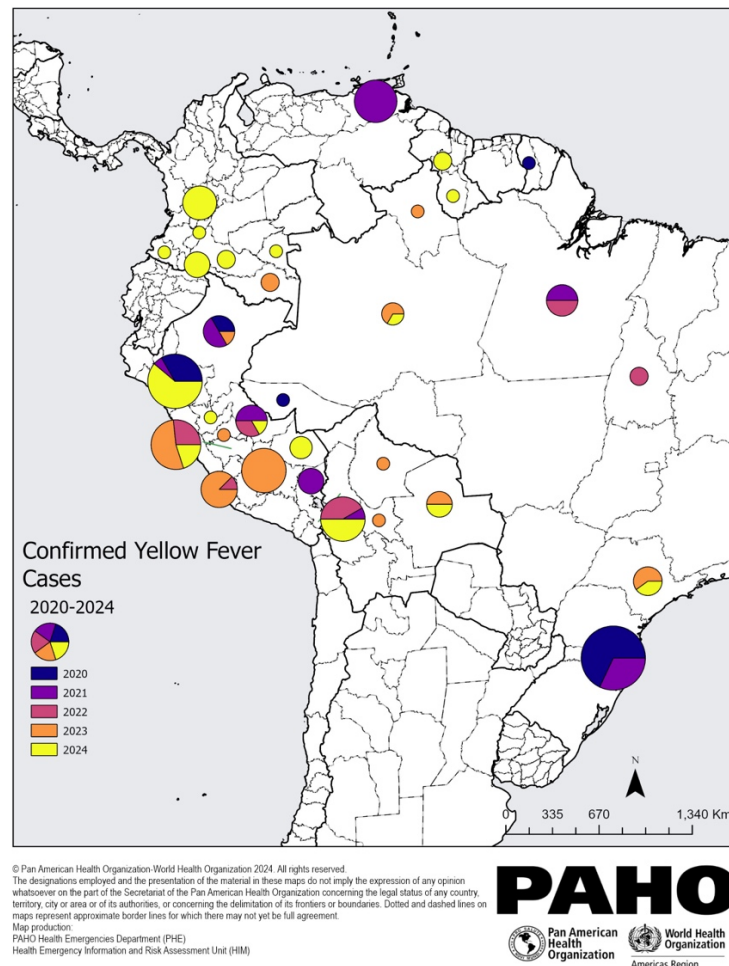 Confirmed Yellow Fever
Cases
2020-2024
2020
2021
2022
2023
2024
N
0 335 670 1,340 Km
© Pan American Health Organization-World Health Organization 2024. All rights reserved.
The designations employed and the presentation of the material in these maps do not imply the expression of any opinion
whatsoever on the part of the Secretariat of the Pan American Health Organization concerning the legal status of any country,
territory, city or area or of its authorities, or concerning the delimitation of its frontiers or boundaries. Dotted and dashed lines on
maps represent approximate border lines for which there may not yet be full agreement.
Map production:
PAHO Health Emergencies Department (PHE)
Health Emergency Information and Risk Assessment Unit (HIM)
PAHO
Pan American
Health
Organization
World Health
Organization
Americas Region